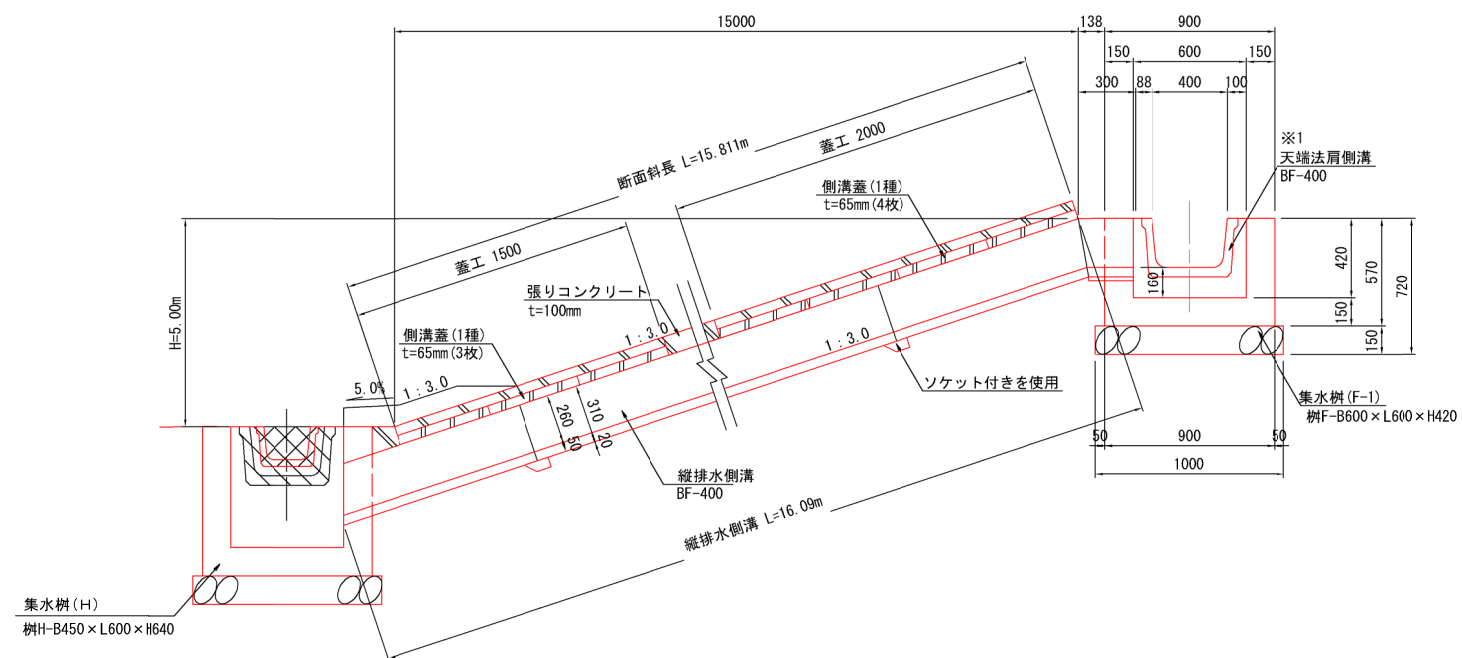 15000
138
900
150
600
150
300
88
400
100
※1
天端法肩側溝
BF-400
断面斜長 L=15.811m
蓋工 2000
側溝蓋(1種)
t=65mm(4枚)
蓋工 1500
張りコンクリート
t=100mm
側溝蓋(1種)
t=65mm(3枚)
1:3.0
1:3.0
5.0%
1:3.0
H=5.00m
160
420
570
720
150
150
260
50
310
20
ソケット付きを使用
縦排水側溝
BF-400
集水桝(F-1)
桝F-B600×L600×H420
50
900
50
1000
縦排水側溝 L=16.09m
集水桝(H)
桝H-B450×L600×H640